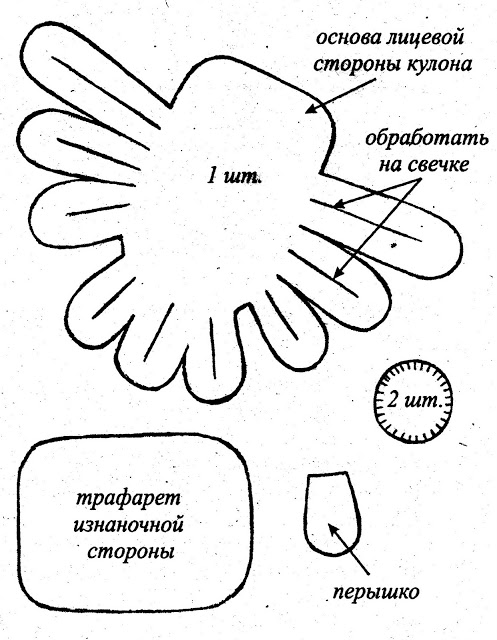 основа лицевой
стороны кулона
1 шт.
обработать
на свечке
2 шт.
трафарет
изнаночной
стороны
перышко